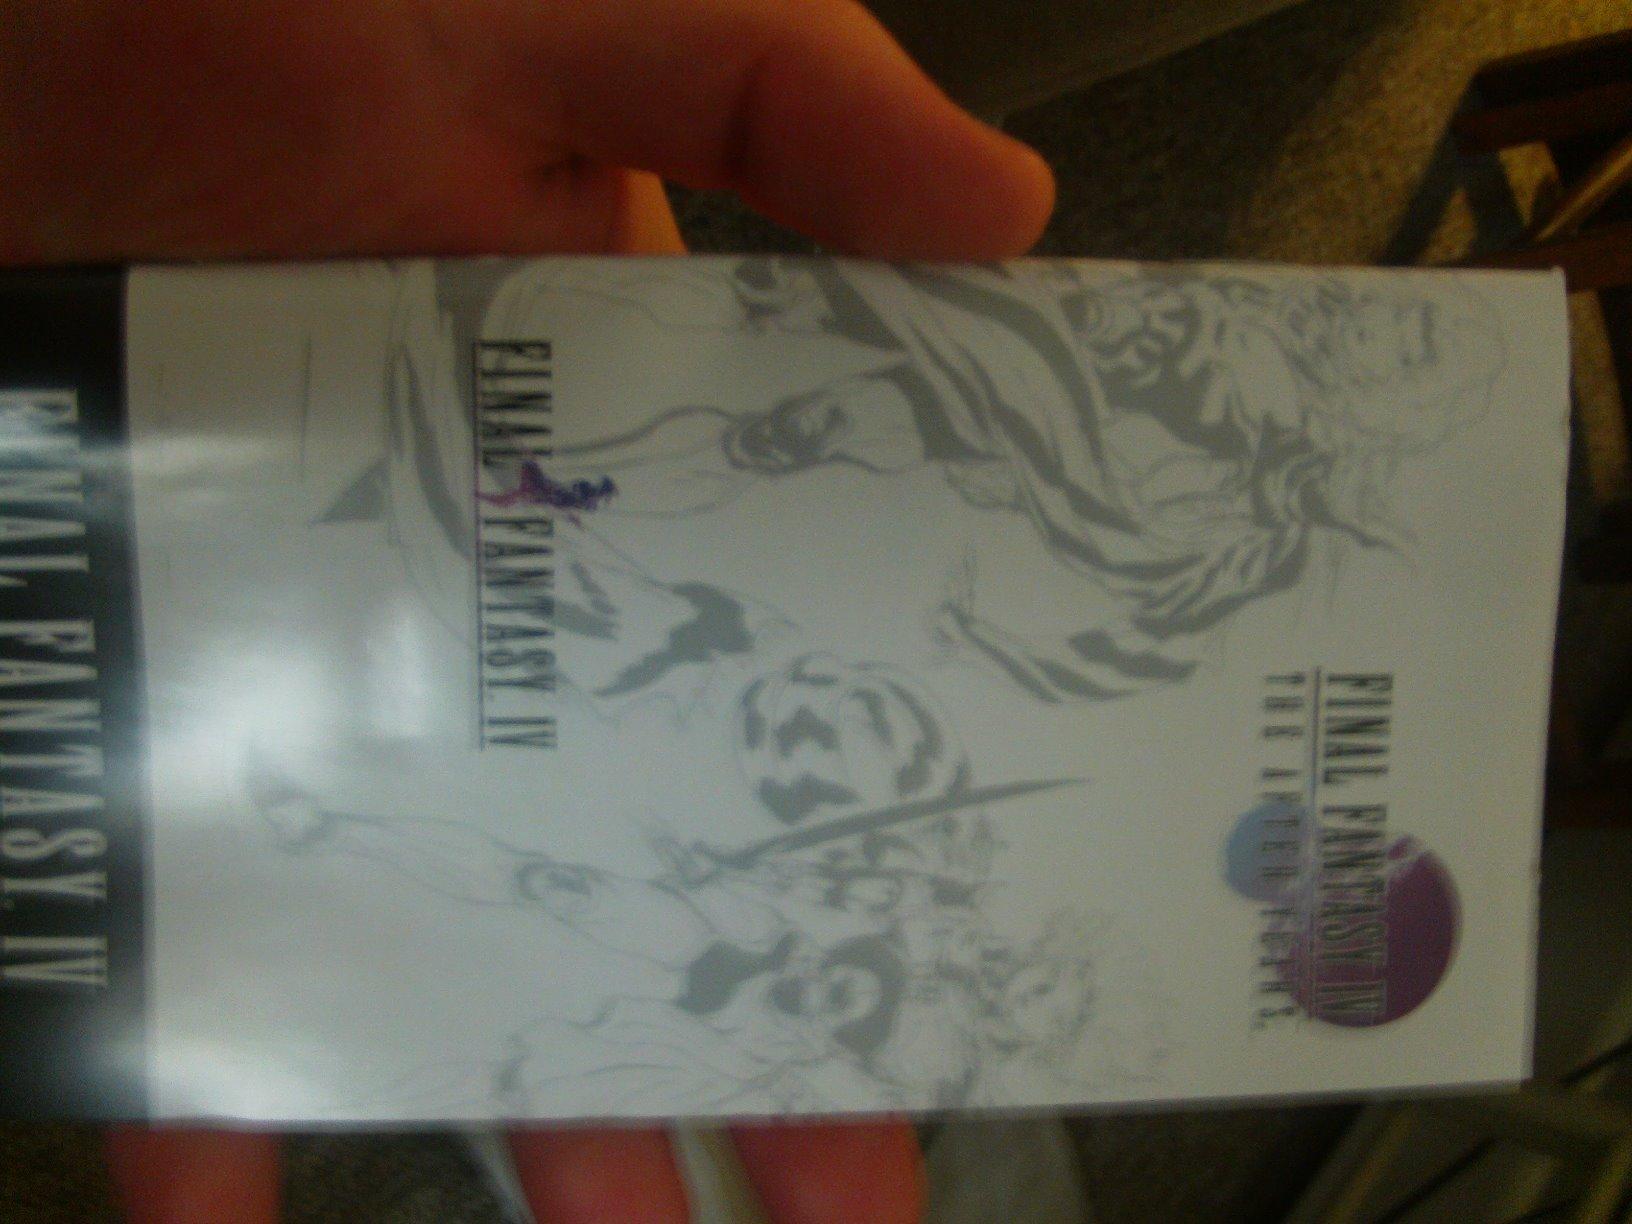 FINAL FANTASY IV
THE AFTER YEARS.
FINAL FANTASY. IV
FINAL FANTASY. IV